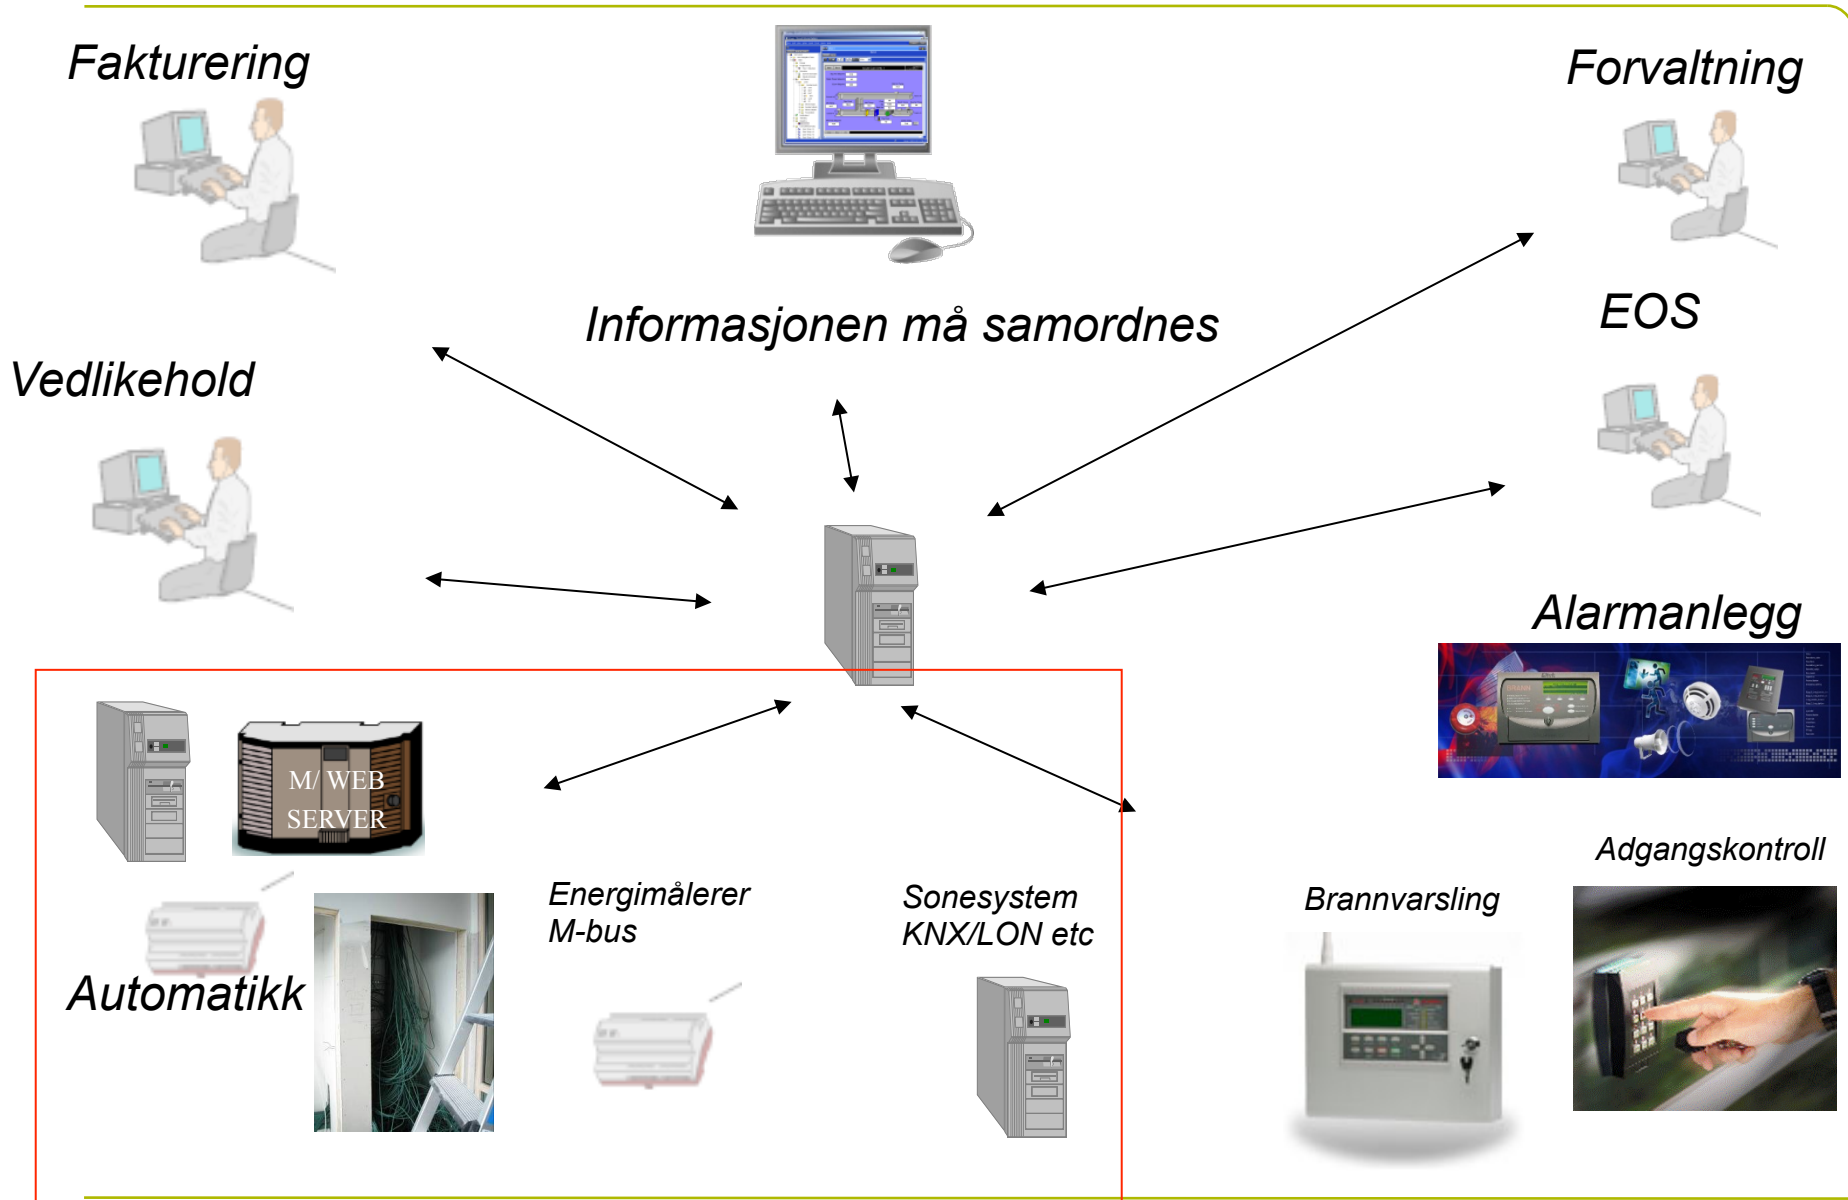 Fakturering
Forvaltning
Informasjonen må samordnes
EOS
Vedlikehold
Alarmanlegg
M/ WEB
SERVER
Adgangskontroll
Energimålerer
M-bus
Sonesystem
KNX/LON etc
Brannvarsling
Automatikk